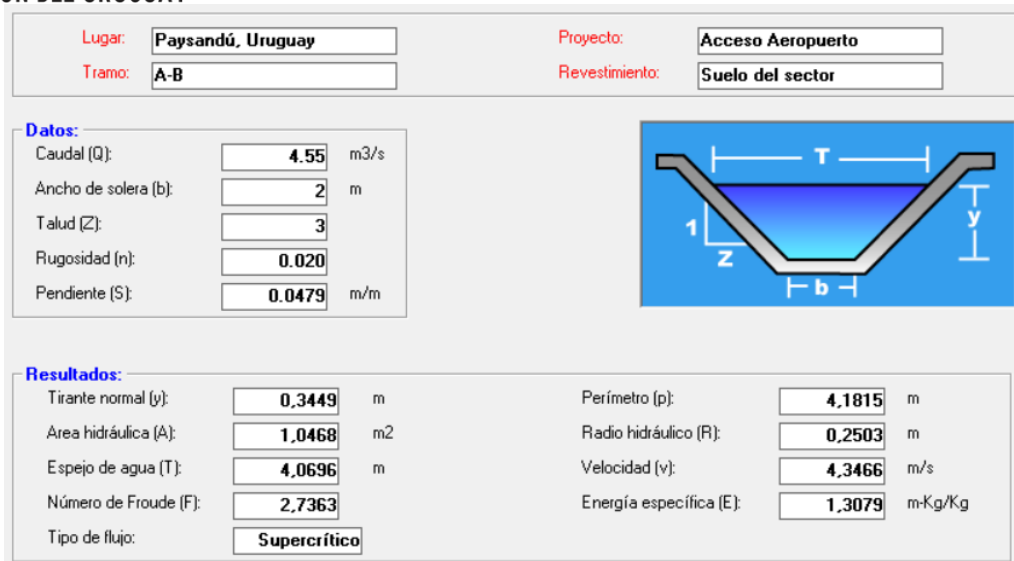 Lugar: Paysandú, Uruguay Proyecto: Acceso Aeropuerto
Tramo: A-B Revestimiento: Suelo del sector
Datos:
Caudal (Q): 4.55 m3/s
Ancho de solera (b): 2 m
Talud (Z): 3
Rugosidad (n): 0.020
Pendiente (S): 0.0479 m/m
T
y
1
Z
b
Resultados:
Tirante normal (y): 0,3449 m Perímetro (p): 4,1815 m
Area hidráulica (A): 1,0468 m2 Radio hidráulico (R): 0,2503 m
Espejo de agua (T): 4,0696 m Velocidad (v): 4,3466 m/s
Número de Froude (F): 2,7363 Energía específica (E): 1,3079 m-Kg/Kg
Tipo de flujo: Supercrítico